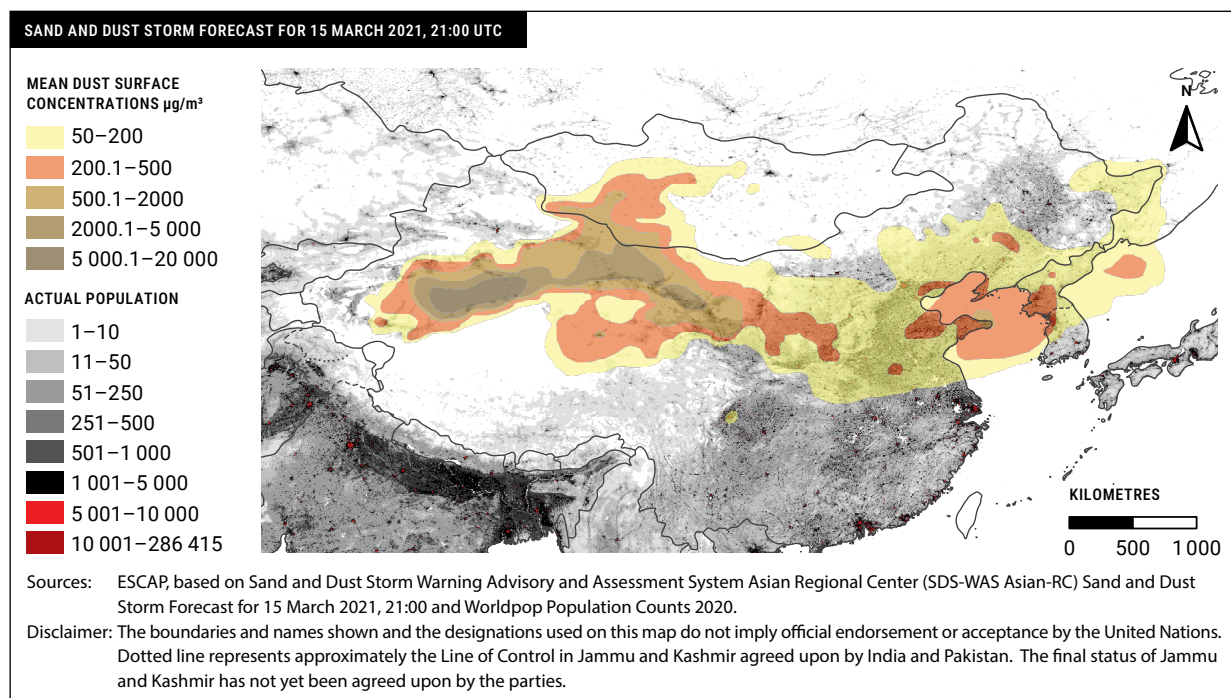 SAND AND DUST STORM FORECAST FOR 15 MARCH 2021, 21:00 UTC
MEAN DUST SURFACE
CONCENTRATIONS µg/m³
50–200
200.1–500
500.1–2000
2000.1–5 000
5 000.1–20 000
ACTUAL POPULATION
1–10
11–50
51–250
251–500
501–1 000
1 001–5 000
5 001–10 000
10 001–286 415
N
KILOMETRES
0 500 1 000
Sources: ESCAP, based on Sand and Dust Storm Warning Advisory and Assessment System Asian Regional Center (SDS-WAS Asian-RC) Sand and Dust
Storm Forecast for 15 March 2021, 21:00 and Worldpop Population Counts 2020.
Disclaimer: The boundaries and names shown and the designations used on this map do not imply official endorsement or acceptance by the United Nations.
Dotted line represents approximately the Line of Control in Jammu and Kashmir agreed upon by India and Pakistan. The final status of Jammu
and Kashmir has not yet been agreed upon by the parties.